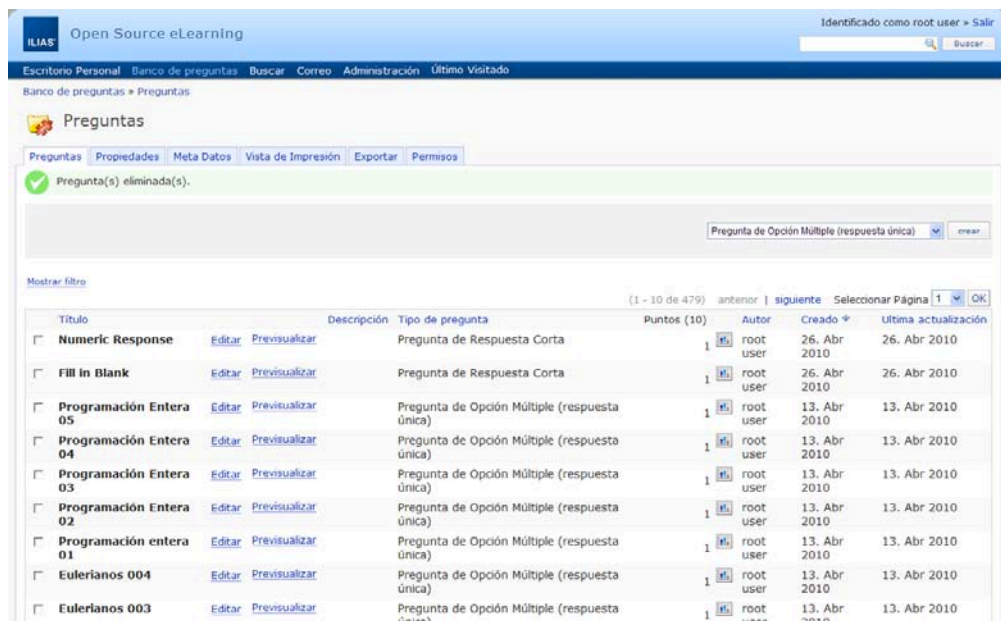 ILIAS Open Source eLearning
Identificado como root user » Salir
Buscar
Escritorio Personal Banco de preguntas Buscar Correo Administración Último Visitado
Banco de preguntas » Preguntas
Preguntas
Preguntas Propiedades Meta Datos Vista de Impresión Exportar Permisos
Pregunta(s) eliminada(s).
Pregunta de Opción Múltiple (respuesta única) crear
Mostrar filtro
(1 - 10 de 479) anterior | siguiente Seleccionar Página 1 OK
Título Descripción Tipo de pregunta Puntos (10) Autor Creado Ultima actualización
Numeric Response Editar Previsualizar Pregunta de Respuesta Corta 1 root 26. Abr 26. Abr 2010
user 2010
Fill in Blank Editar Previsualizar Pregunta de Respuesta Corta 1 root 26. Abr 26. Abr 2010
user 2010
Programación Entera Editar Previsualizar Pregunta de Opción Múltiple (respuesta 1 root 13. Abr 13. Abr 2010
05 única) user 2010
Programación Entera Editar Previsualizar Pregunta de Opción Múltiple (respuesta 1 root 13. Abr 13. Abr 2010
04 única) user 2010
Programación Entera Editar Previsualizar Pregunta de Opción Múltiple (respuesta 1 root 13. Abr 13. Abr 2010
03 única) user 2010
Programación Entera Editar Previsualizar Pregunta de Opción Múltiple (respuesta 1 root 13. Abr 13. Abr 2010
02 única) user 2010
Programación entera Editar Previsualizar Pregunta de Opción Múltiple (respuesta 1 root 13. Abr 13. Abr 2010
01 única) user 2010
Eulerianos 004 Editar Previsualizar Pregunta de Opción Múltiple (respuesta 1 root 13. Abr 13. Abr 2010
única) user 2010
Eulerianos 003 Editar Previsualizar Pregunta de Opción Múltiple (respuesta 1 root 13. Abr 13. Abr 2010